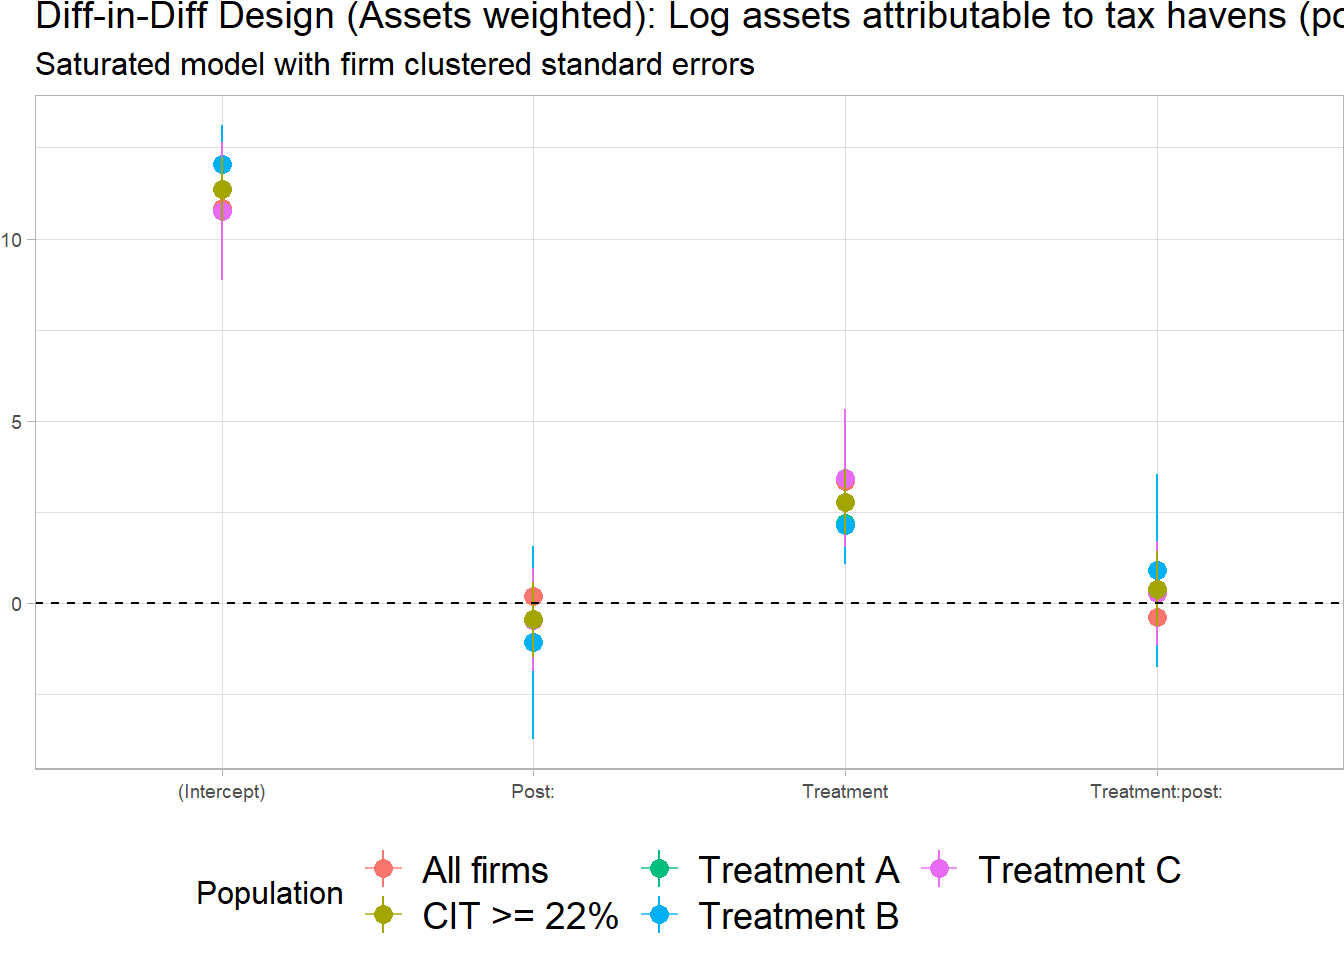 Diff-in-Diff Design (Assets weighted): Log assets attributable to tax havens (po
Saturated model with firm clustered standard errors
10
5
0
(Intercept) Post: Treatment Treatment:post:
Population All firms Treatment A Treatment C
CIT >= 22% Treatment B